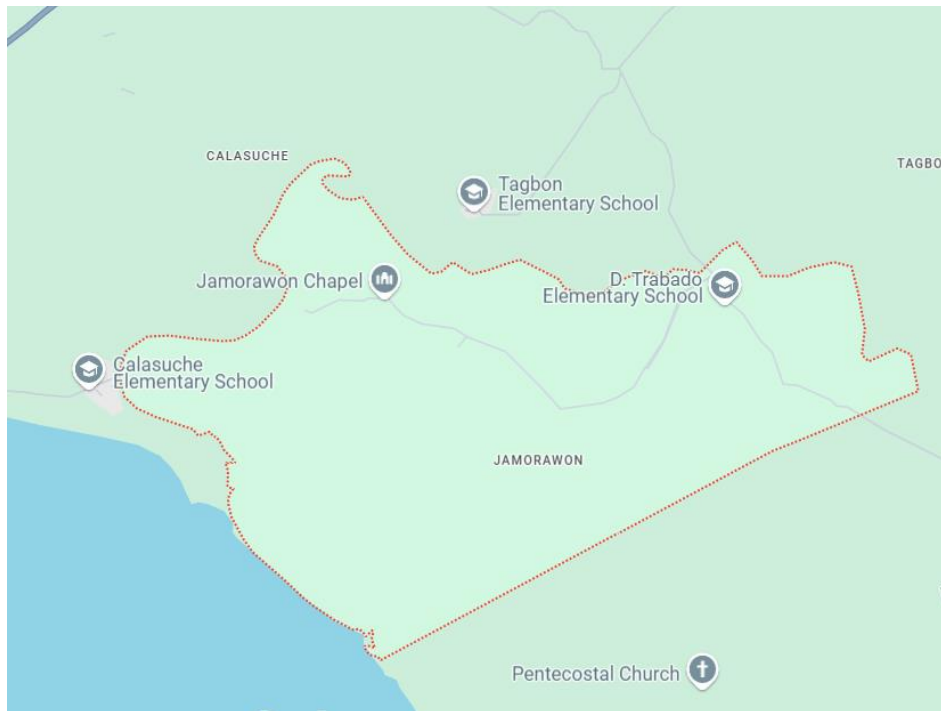 CALASUCHE
TAGBO
Tagbon
Elementary School
Jamorawon Chapel
D. Trabado
Elementary School
Calasuche
Elementary School
JAMORAWON
Pentecostal Church